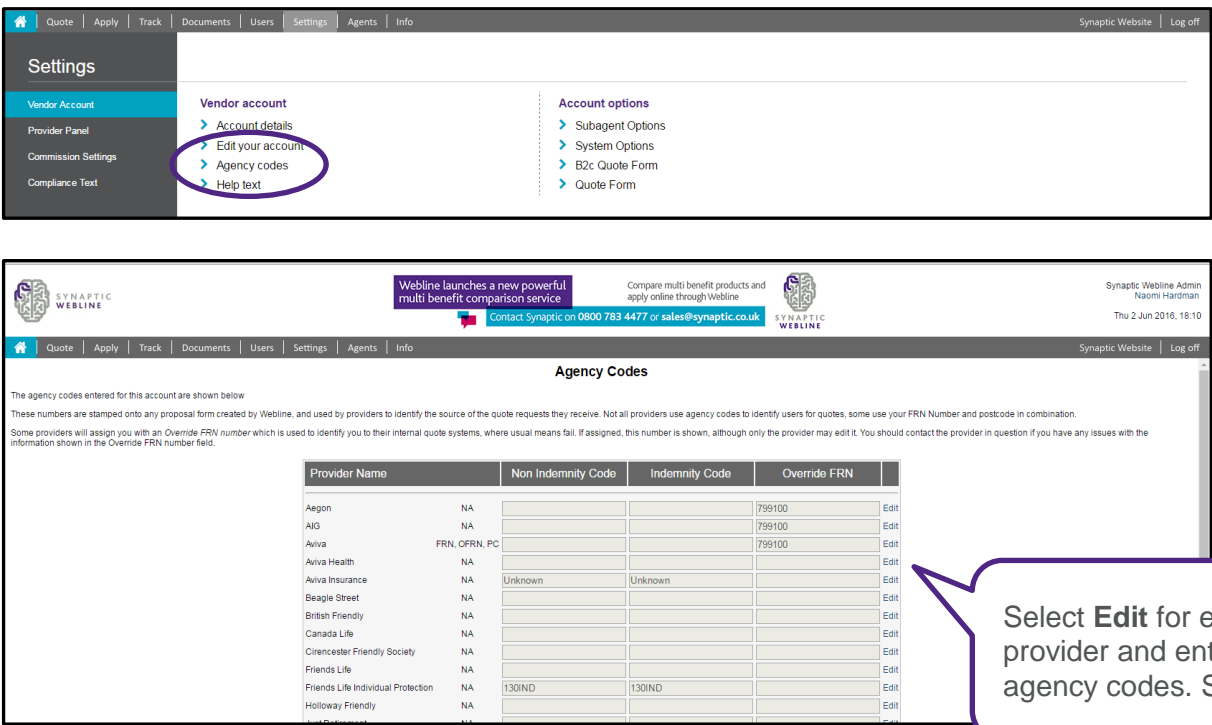 Quote Apply Track Documents Users Settings Agents Info Synaptic Website Log off
Settings
Vendor Account
Provider Panel
Commission Settings
Compliance Text
Vendor account
Account details
Edit your account
Agency codes
Help text
Account options
Subagent Options
System Options
B2c Quote Form
Quote Form
SYNAPTIC
WEBLINE
Webline launches a new powerful
multi benefit comparison service
Compare multi benefit products and
apply online through Webline
Contact Synaptic on 0800 783 4477 or sales@synaptic.co.uk
SYNAPTIC
WEBLINE
Synaptic Webline Admin
Naomi Hardman
Thu 2 Jun 2016, 18:10
Quote Apply Track Documents Users Settings Agents Info Synaptic Website Log off
Agency Codes
The agency codes entered for this account are shown below
These numbers are stamped onto any proposal form created by Webline, and used by providers to identify the source of the quote requests they receive. Not all providers use agency codes to identify users for quotes, some use your FRN Number and postcode in combination.
Some providers will assign you with an Override FRN number which is used to identify you to their internal quote systems, where usual means fail. If assigned, this number is shown, although only the provider may edit it. You should contact the provider in question if you have any issues with the
information shown in the Override FRN number field.
Provider Name Non Indemnity Code Indemnity Code Override FRN
Aegon NA 799100 Edit
AIG NA 799100 Edit
Aviva FRN, OFRN, PC 799100 Edit
Aviva Health NA Edit
Aviva Insurance NA Unknown Unknown Edit
Beagle Street NA Edit
British Friendly NA Edit
Canada Life NA Edit
Cirencester Friendly Society NA Edit
Friends Life NA Edit
Friends Life Individual Protection NA 130IND 130IND Edit
Holloway Friendly NA Edit
Just Retirement NA Edit
Select Edit for e
provider and ent
agency codes. S